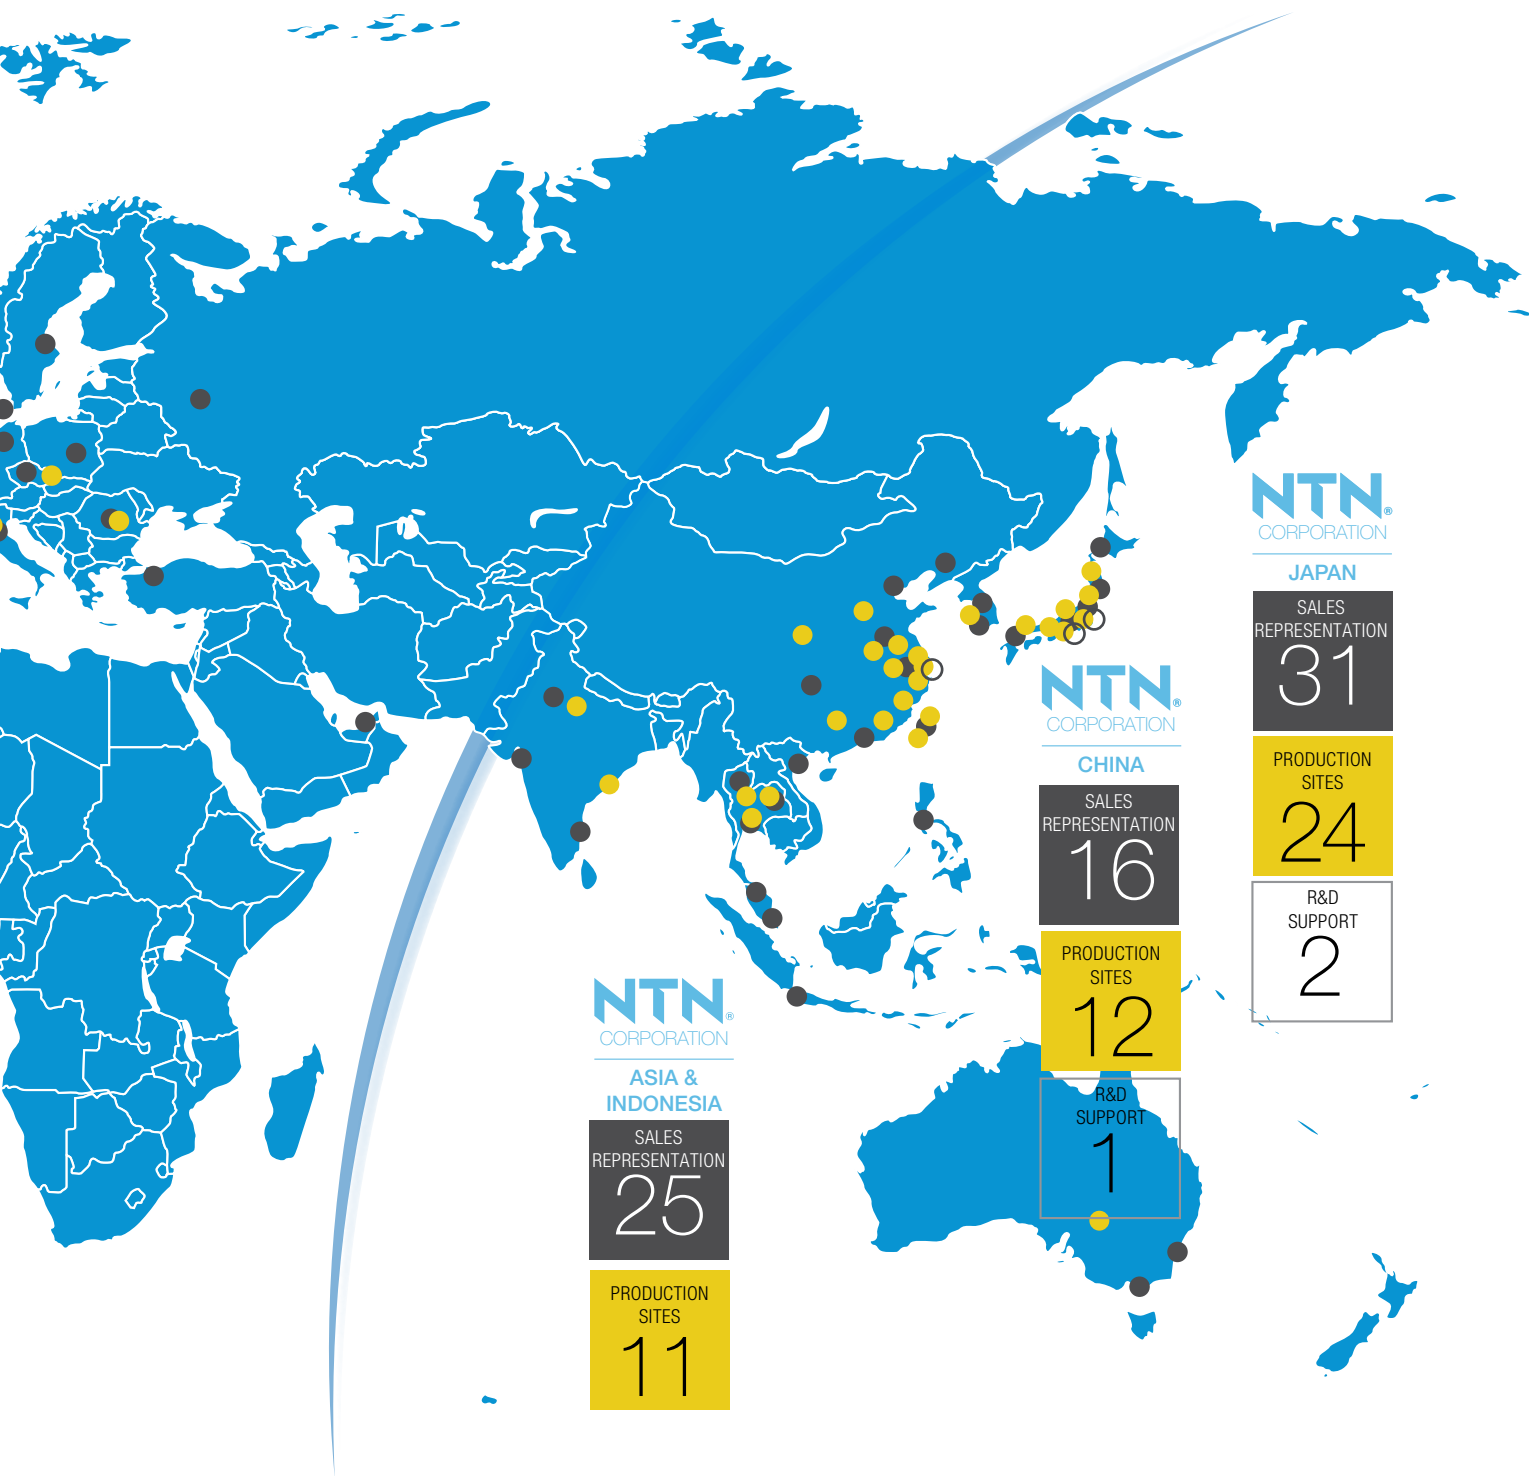 NTN®
CORPORATION
JAPAN
SALES
REPRESENTATION
31
PRODUCTION
SITES
24
R&D
SUPPORT
2
NTN®
CORPORATION
CHINA
SALES
REPRESENTATION
16
PRODUCTION
SITES
12
R&D
SUPPORT
1
NTN®
CORPORATION
ASIA &
INDONESIA
SALES
REPRESENTATION
25
PRODUCTION
SITES
11